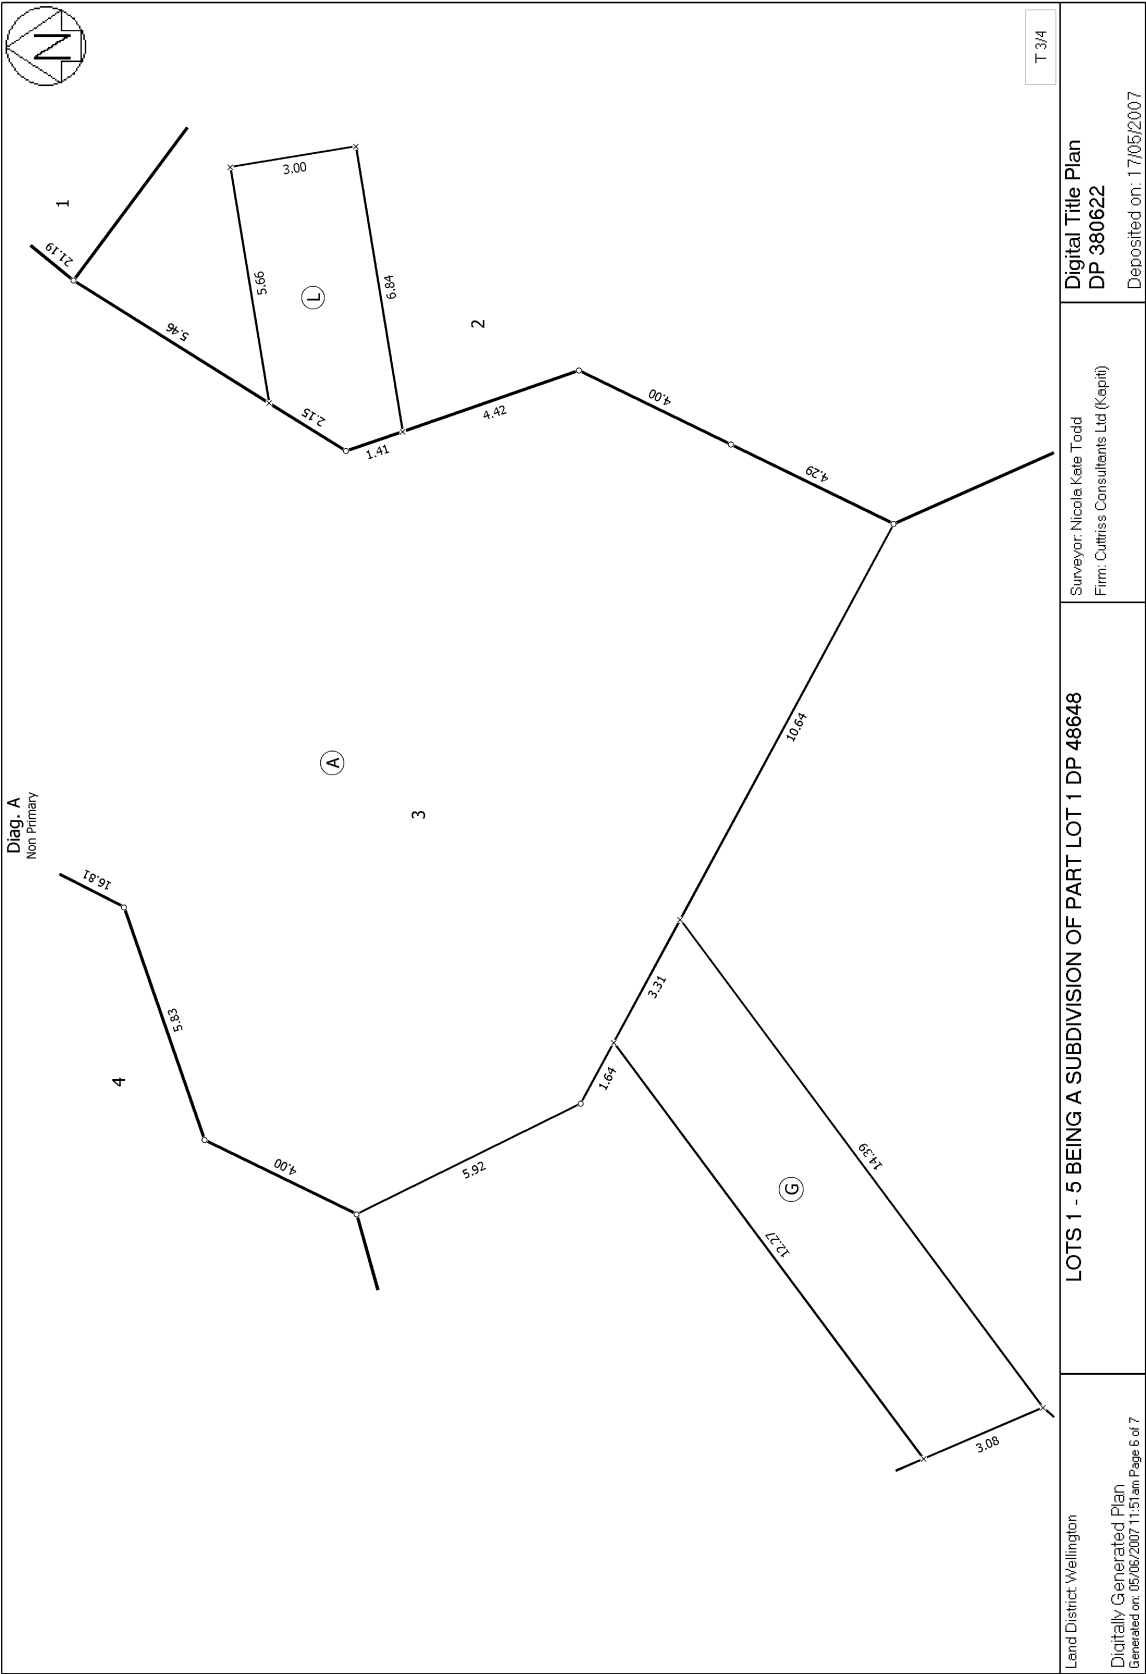 Diag. A
Non Primary
N
T 3/4
1
21.19
5.46
2.15
1.41
5.66
3.00
L
6.84
2
4.42
4.00
4.29
10.64
A
3
16.81
5.83
4
4.00
5.92
1.64
3.31
14.39
G
12.27
3.08
Land District: Wellington
Digitally Generated Plan
Generated on: 05/06/2007 11:51am Page 6 of 7
LOTS 1 - 5 BEING A SUBDIVISION OF PART LOT 1 DP 48648
Surveyor: Nicola Kate Todd
Firm: Cuttriss Consultants Ltd (Kapiti)
Digital Title Plan
DP 380622
Deposited on: 17/05/2007